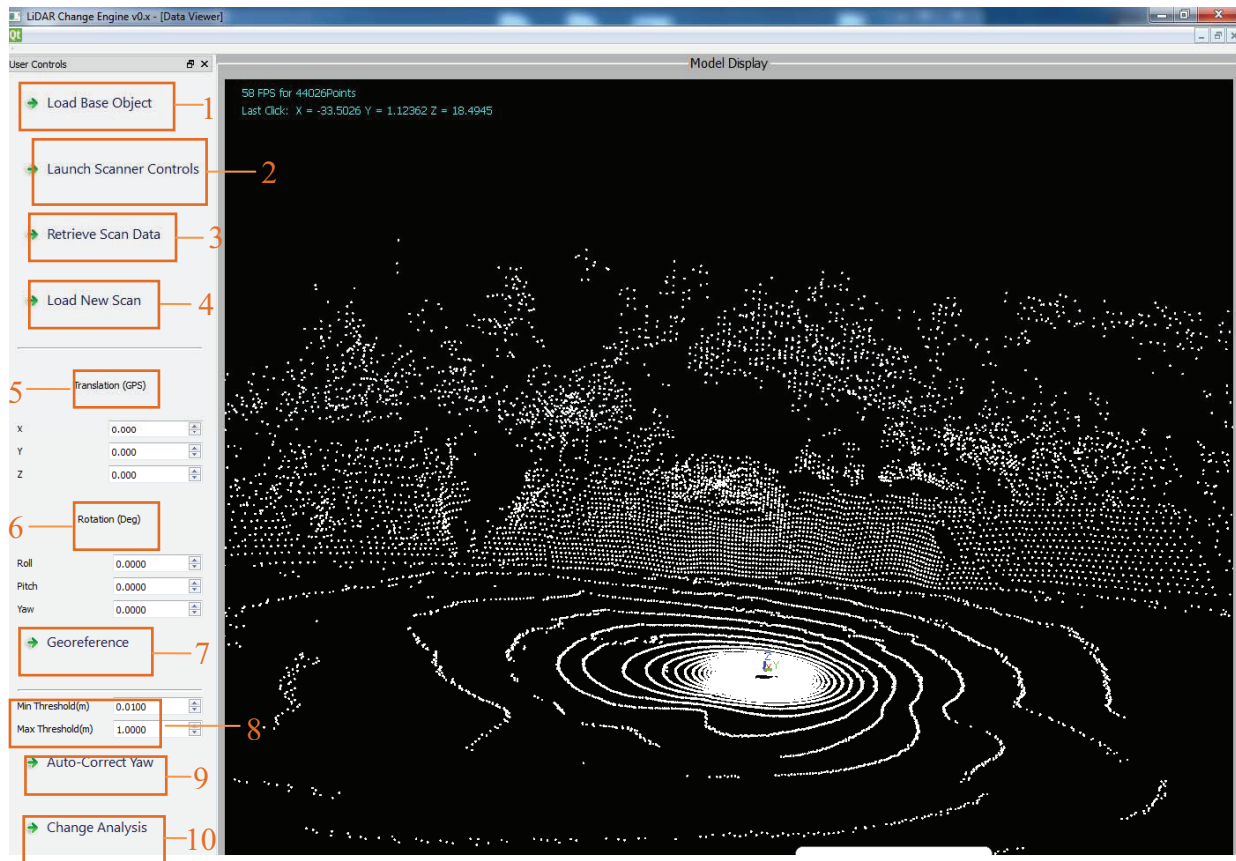 LiDAR Change Engine v0.x - [Data Viewer]
Qt
User Controls
Model Display
58 FPS for 44026Points
Last Click: X = -33.5026 Y = 1.12362 Z = 18.4945
Load Base Object
1
Launch Scanner Controls
2
Retrieve Scan Data
3
Load New Scan
4
5
Translation (GPS)
X 0.000
Y 0.000
Z 0.000
6
Rotation (Deg)
Roll 0.0000
Pitch 0.0000
Yaw 0.0000
Georeference
7
Min Threshold(m) 0.0100
Max Threshold(m) 1.0000
8
Auto-Correct Yaw
9
Change Analysis
10
Z
X Y